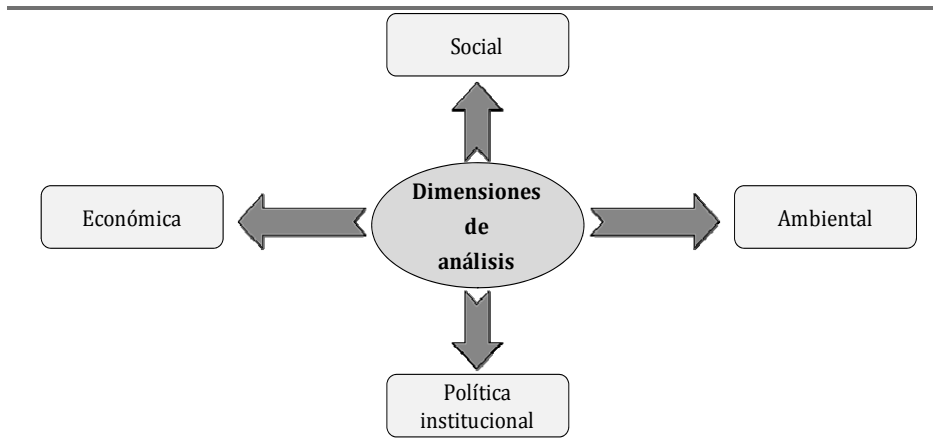 Social
Económica
Dimensiones
de
análisis
Ambiental
Política
institucional